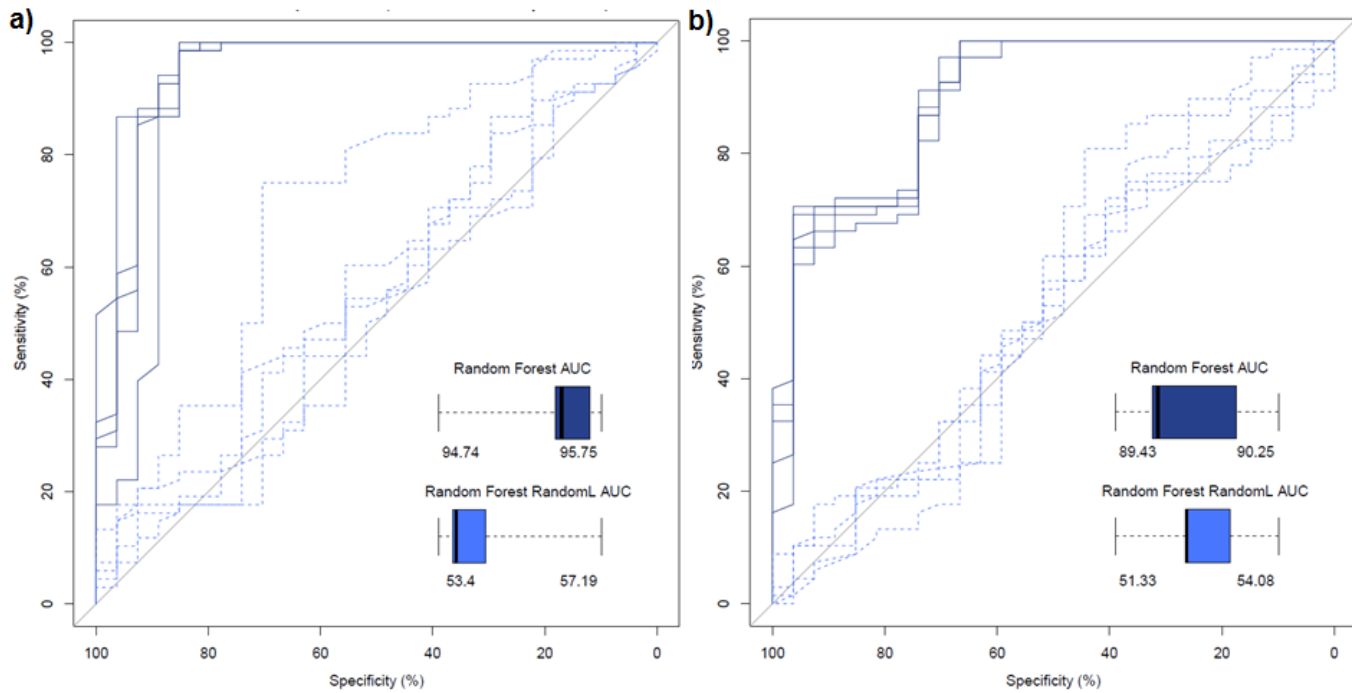 a)
100
80
60
40
20
0
Sensitivity (%)
Random Forest AUC
94.74 95.75
Random Forest RandomL AUC
53.4 57.19
100 80 60 40 20 0
Specificity (%)
b)
100
80
60
40
20
0
Sensitivity (%)
Random Forest AUC
89.43 90.25
Random Forest RandomL AUC
51.33 54.08
100 80 60 40 20 0
Specificity (%)